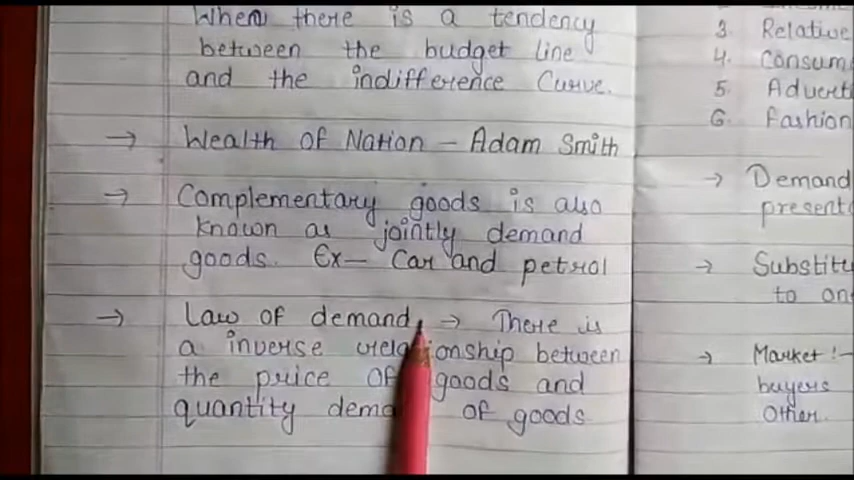 When there is a tendency
between the budget line
and the indifference Curve.
→ Wealth of Nation - Adam Smith
→ Complementary goods is also
known as jointly demand
goods. Ex- Car and petrol
→ Law of demand → There is
a inverse relationship between
the price of goods and
quantity dema of goods
3. Relative
4. Consum
5. Advert
6. Fashion
→ Demand
present
→ Substitu
to on
→ Market :-
buyers
Other.